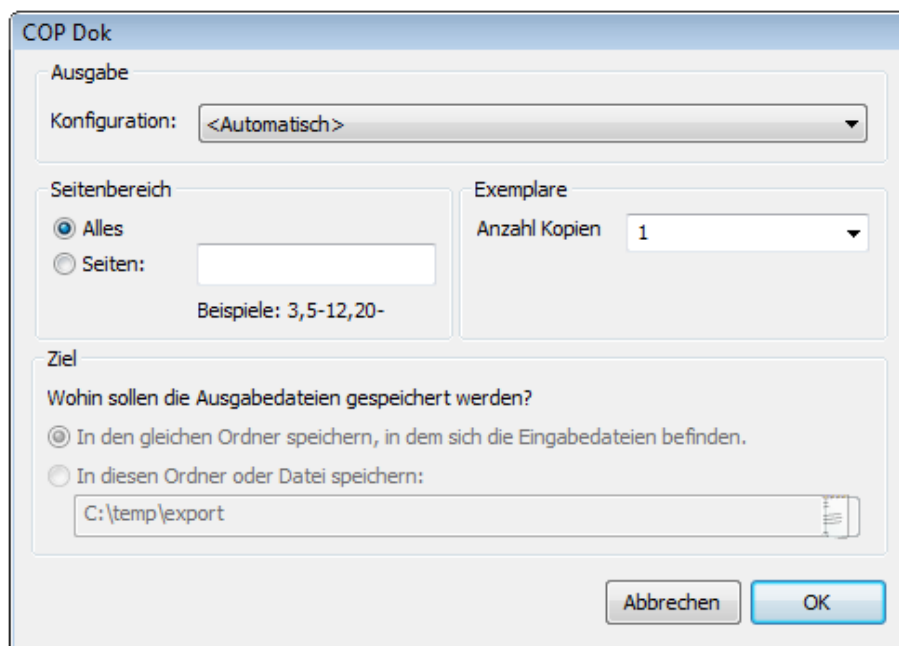 COP Dok
Ausgabe
Konfiguration: <Automatisch>
Seitenbereich
Alles
Seiten:
Beispiele: 3,5-12,20-
Exemplare
Anzahl Kopien 1
Ziel
Wohin sollen die Ausgabedateien gespeichert werden?
In den gleichen Ordner speichern, in dem sich die Eingabedateien befinden.
In diesen Ordner oder Datei speichern:
C:\temp\export
Abbrechen OK